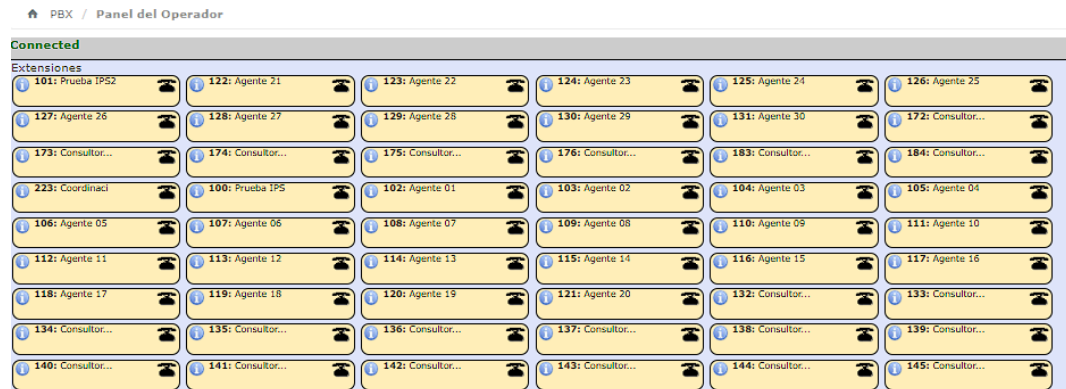 PBX / Panel del Operador
Connected
Extensiones
101: Prueba IPS2 122: Agente 21 123: Agente 22 124: Agente 23 125: Agente 24 126: Agente 25
127: Agente 26 128: Agente 27 129: Agente 28 130: Agente 29 131: Agente 30 172: Consultor...
173: Consultor... 174: Consultor... 175: Consultor... 176: Consultor... 183: Consultor... 184: Consultor...
223: Coordinaci 100: Prueba IPS 102: Agente 01 103: Agente 02 104: Agente 03 105: Agente 04
106: Agente 05 107: Agente 06 108: Agente 07 109: Agente 08 110: Agente 09 111: Agente 10
112: Agente 11 113: Agente 12 114: Agente 13 115: Agente 14 116: Agente 15 117: Agente 16
118: Agente 17 119: Agente 18 120: Agente 19 121: Agente 20 132: Consultor... 133: Consultor...
134: Consultor... 135: Consultor... 136: Consultor... 137: Consultor... 138: Consultor... 139: Consultor...
140: Consultor... 141: Consultor... 142: Consultor... 143: Consultor... 144: Consultor... 145: Consultor...